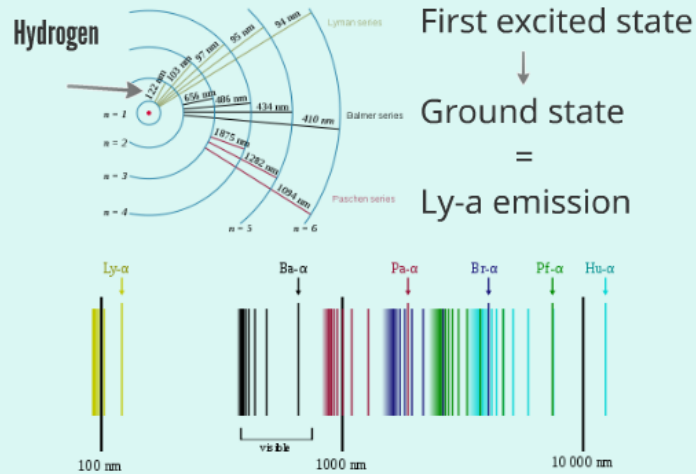 Hydrogen
Lyman series
First excited state
122 nm
103 nm
97 nm
95 nm
94 nm
656 nm
486 nm
434 nm
410 nm
Balmer series
Ground state
n = 1
1875 nm
1282 nm
1094 nm
n = 2
=
n = 3
Paschen series
Ly-a emission
n = 4
n = 5
n = 6
Ly-α
Ba-α
Pa-α
Br-α
Pf-α
Hu-α
visible
100 nm
1000 nm
10 000 nm